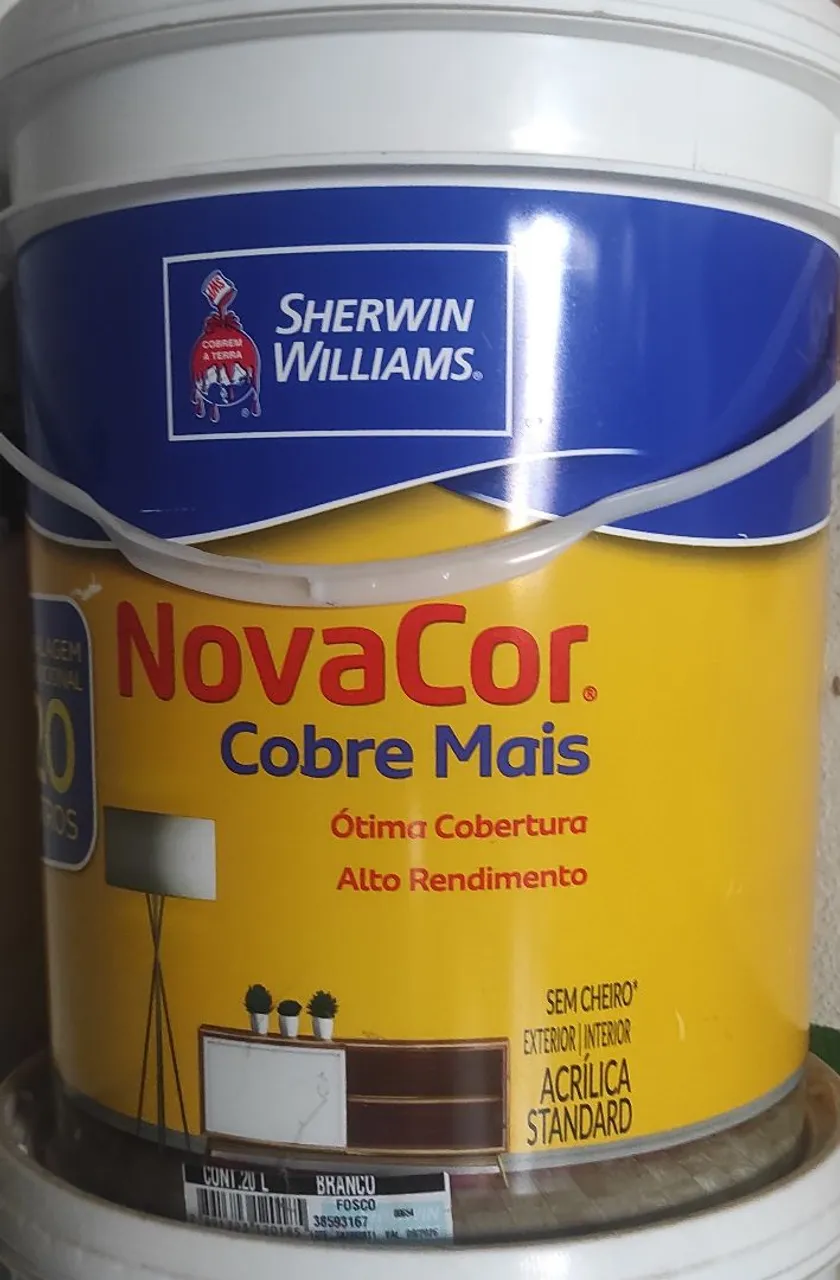 SW
COBREM
A TERRA
SHERWIN
WILLIAMS®
NovaCor®
Cobre Mais
Ótima Cobertura
Alto Rendimento
SEM CHEIRO*
EXTERIOR | INTERIOR
ACRÍLICA
STANDARD
CONT.20 L
BRANCO
FOSCO
38593167